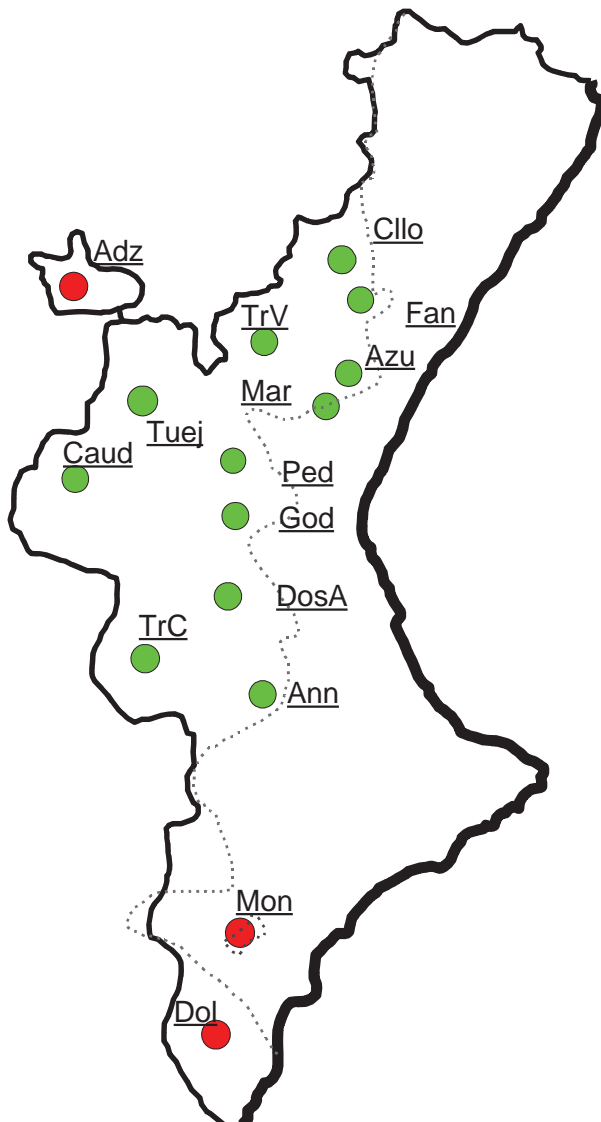 Cllo
Adz
Fan
TrV
Azu
Mar
Tuej
Caud
Ped
God
DosA
TrC
Ann
Mon
Dol